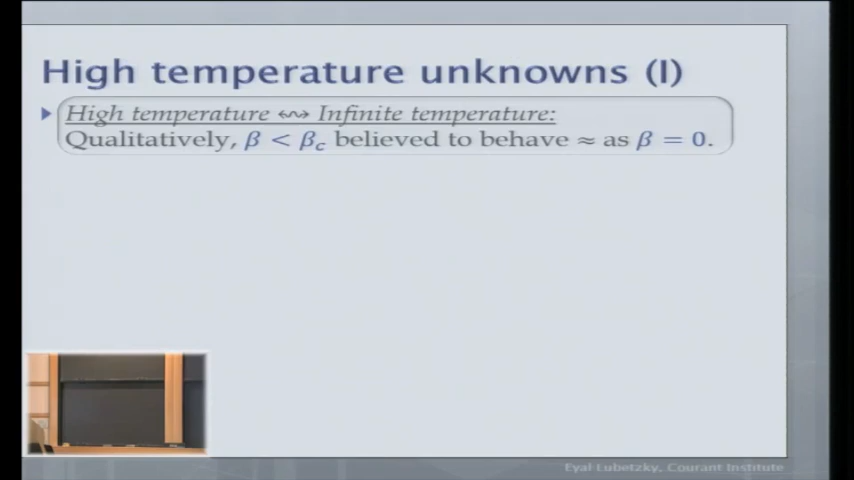 High temperature unknowns (I)
High temperature ↭ Infinite temperature:
Qualitatively, β < β_c believed to behave ≈ as β = 0.
Eyal Lubetzky, Courant Institute